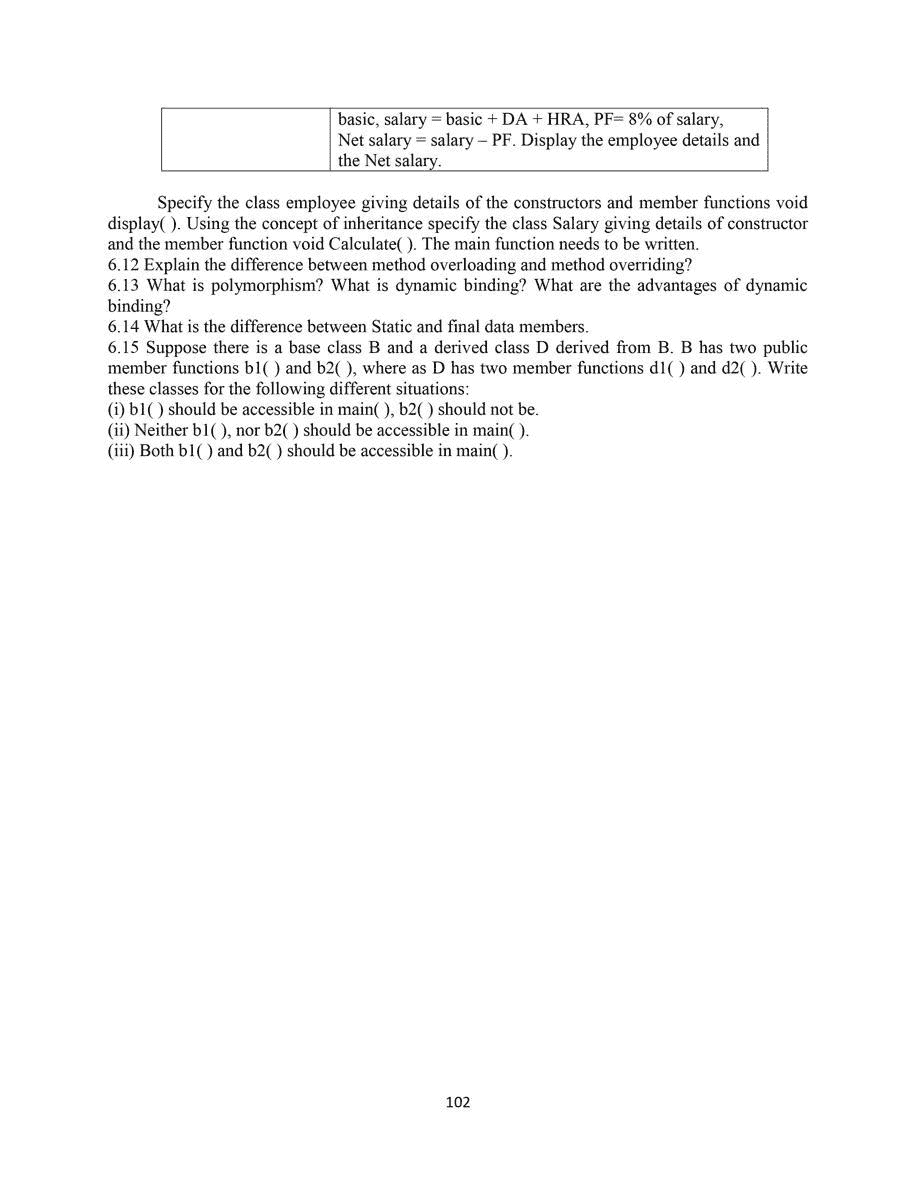 basic, salary = basic + DA + HRA, PF= 8% of salary,
Net salary = salary – PF. Display the employee details and
the Net salary.
Specify the class employee giving details of the constructors and member functions void
display( ). Using the concept of inheritance specify the class Salary giving details of constructor
and the member function void Calculate( ). The main function needs to be written.
6.12 Explain the difference between method overloading and method overriding?
6.13 What is polymorphism? What is dynamic binding? What are the advantages of dynamic
binding?
6.14 What is the difference between Static and final data members.
6.15 Suppose there is a base class B and a derived class D derived from B. B has two public
member functions b1( ) and b2( ), where as D has two member functions d1( ) and d2( ). Write
these classes for the following different situations:
(i) b1( ) should be accessible in main( ), b2( ) should not be.
(ii) Neither b1( ), nor b2( ) should be accessible in main( ).
(iii) Both b1( ) and b2( ) should be accessible in main( ).
102